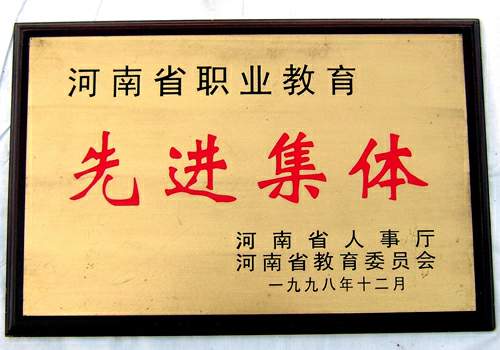 河南省职业教育
先进集体
河南省人事厅
河南省教育委员会
一九九八年十二月